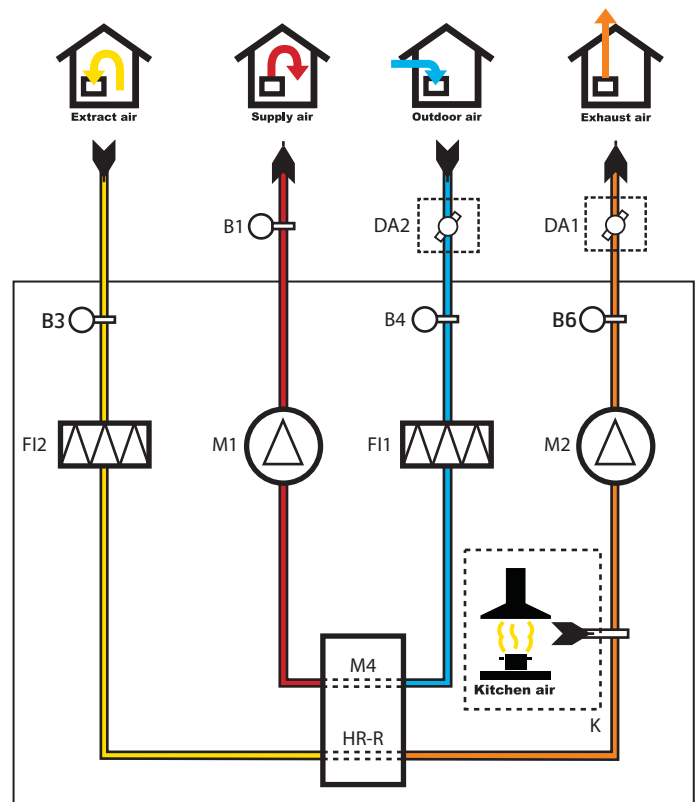 Extract air
Supply air
Outdoor air
Exhaust air
B1
DA2
DA1
B3
B4
B6
FI2
M1
FI1
M2
Kitchen air
K
M4
HR-R